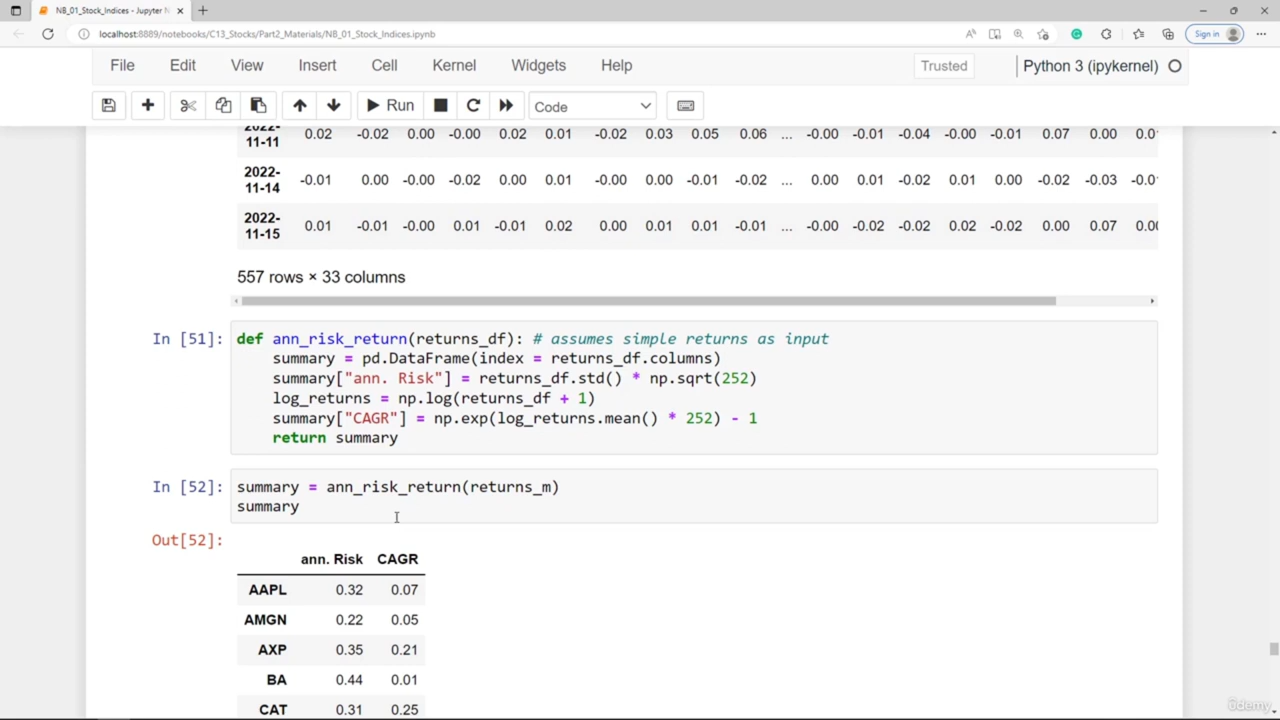 NB_01_Stock_Indices - Jupyter N
localhost:8889/notebooks/C13_Stocks/Part2_Materials/NB_01_Stock_Indices.ipynb
Sign in
File Edit View Insert Cell Kernel Widgets Help
Trusted
Python 3 (ipykernel)
Run
Code
2022-
11-11 0.02 -0.02 0.00 -0.00 0.02 0.01 -0.02 0.03 0.05 0.06 ... -0.00 -0.01 -0.04 -0.00 -0.01 0.07 0.00
2022-
11-14 -0.01 0.00 -0.00 -0.02 0.00 0.01 -0.00 0.00 -0.01 -0.02 ... 0.00 0.01 -0.02 0.01 0.00 -0.02 -0.03
2022-
11-15 0.01 -0.01 -0.00 0.01 -0.01 0.02 0.00 0.01 0.01 -0.01 ... -0.00 -0.02 -0.02 0.02 -0.02 0.00 0.07
557 rows × 33 columns
In [51]: def ann_risk_return(returns_df): # assumes simple returns as input
summary = pd.DataFrame(index = returns_df.columns)
summary["ann. Risk"] = returns_df.std() * np.sqrt(252)
log_returns = np.log(returns_df + 1)
summary["CAGR"] = np.exp(log_returns.mean() * 252) - 1
return summary
In [52]: summary = ann_risk_return(returns_m)
summary
Out[52]:
ann. Risk CAGR
AAPL 0.32 0.07
AMGN 0.22 0.05
AXP 0.35 0.21
BA 0.44 0.01
CAT 0.31 0.25
ûdemy